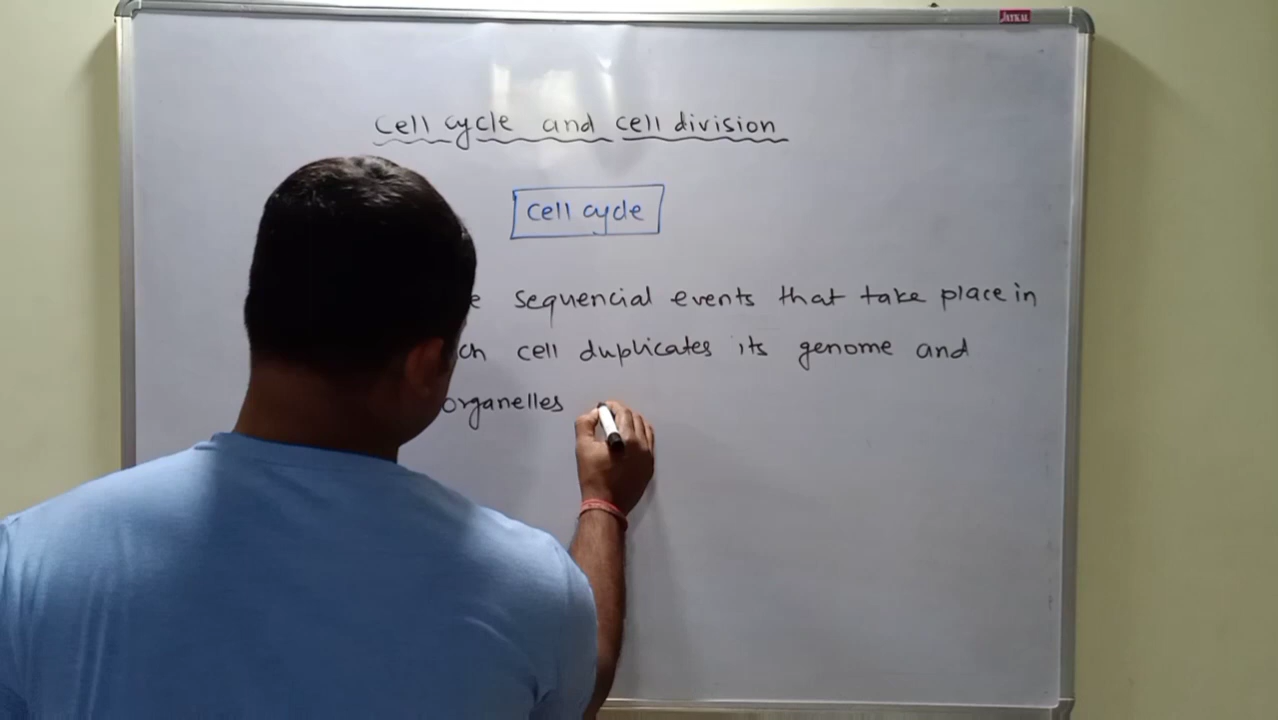 JATKAL
Cell cycle and cell division
Cell cycle
sequencial events that take place in
cell duplicates its genome and
organelles